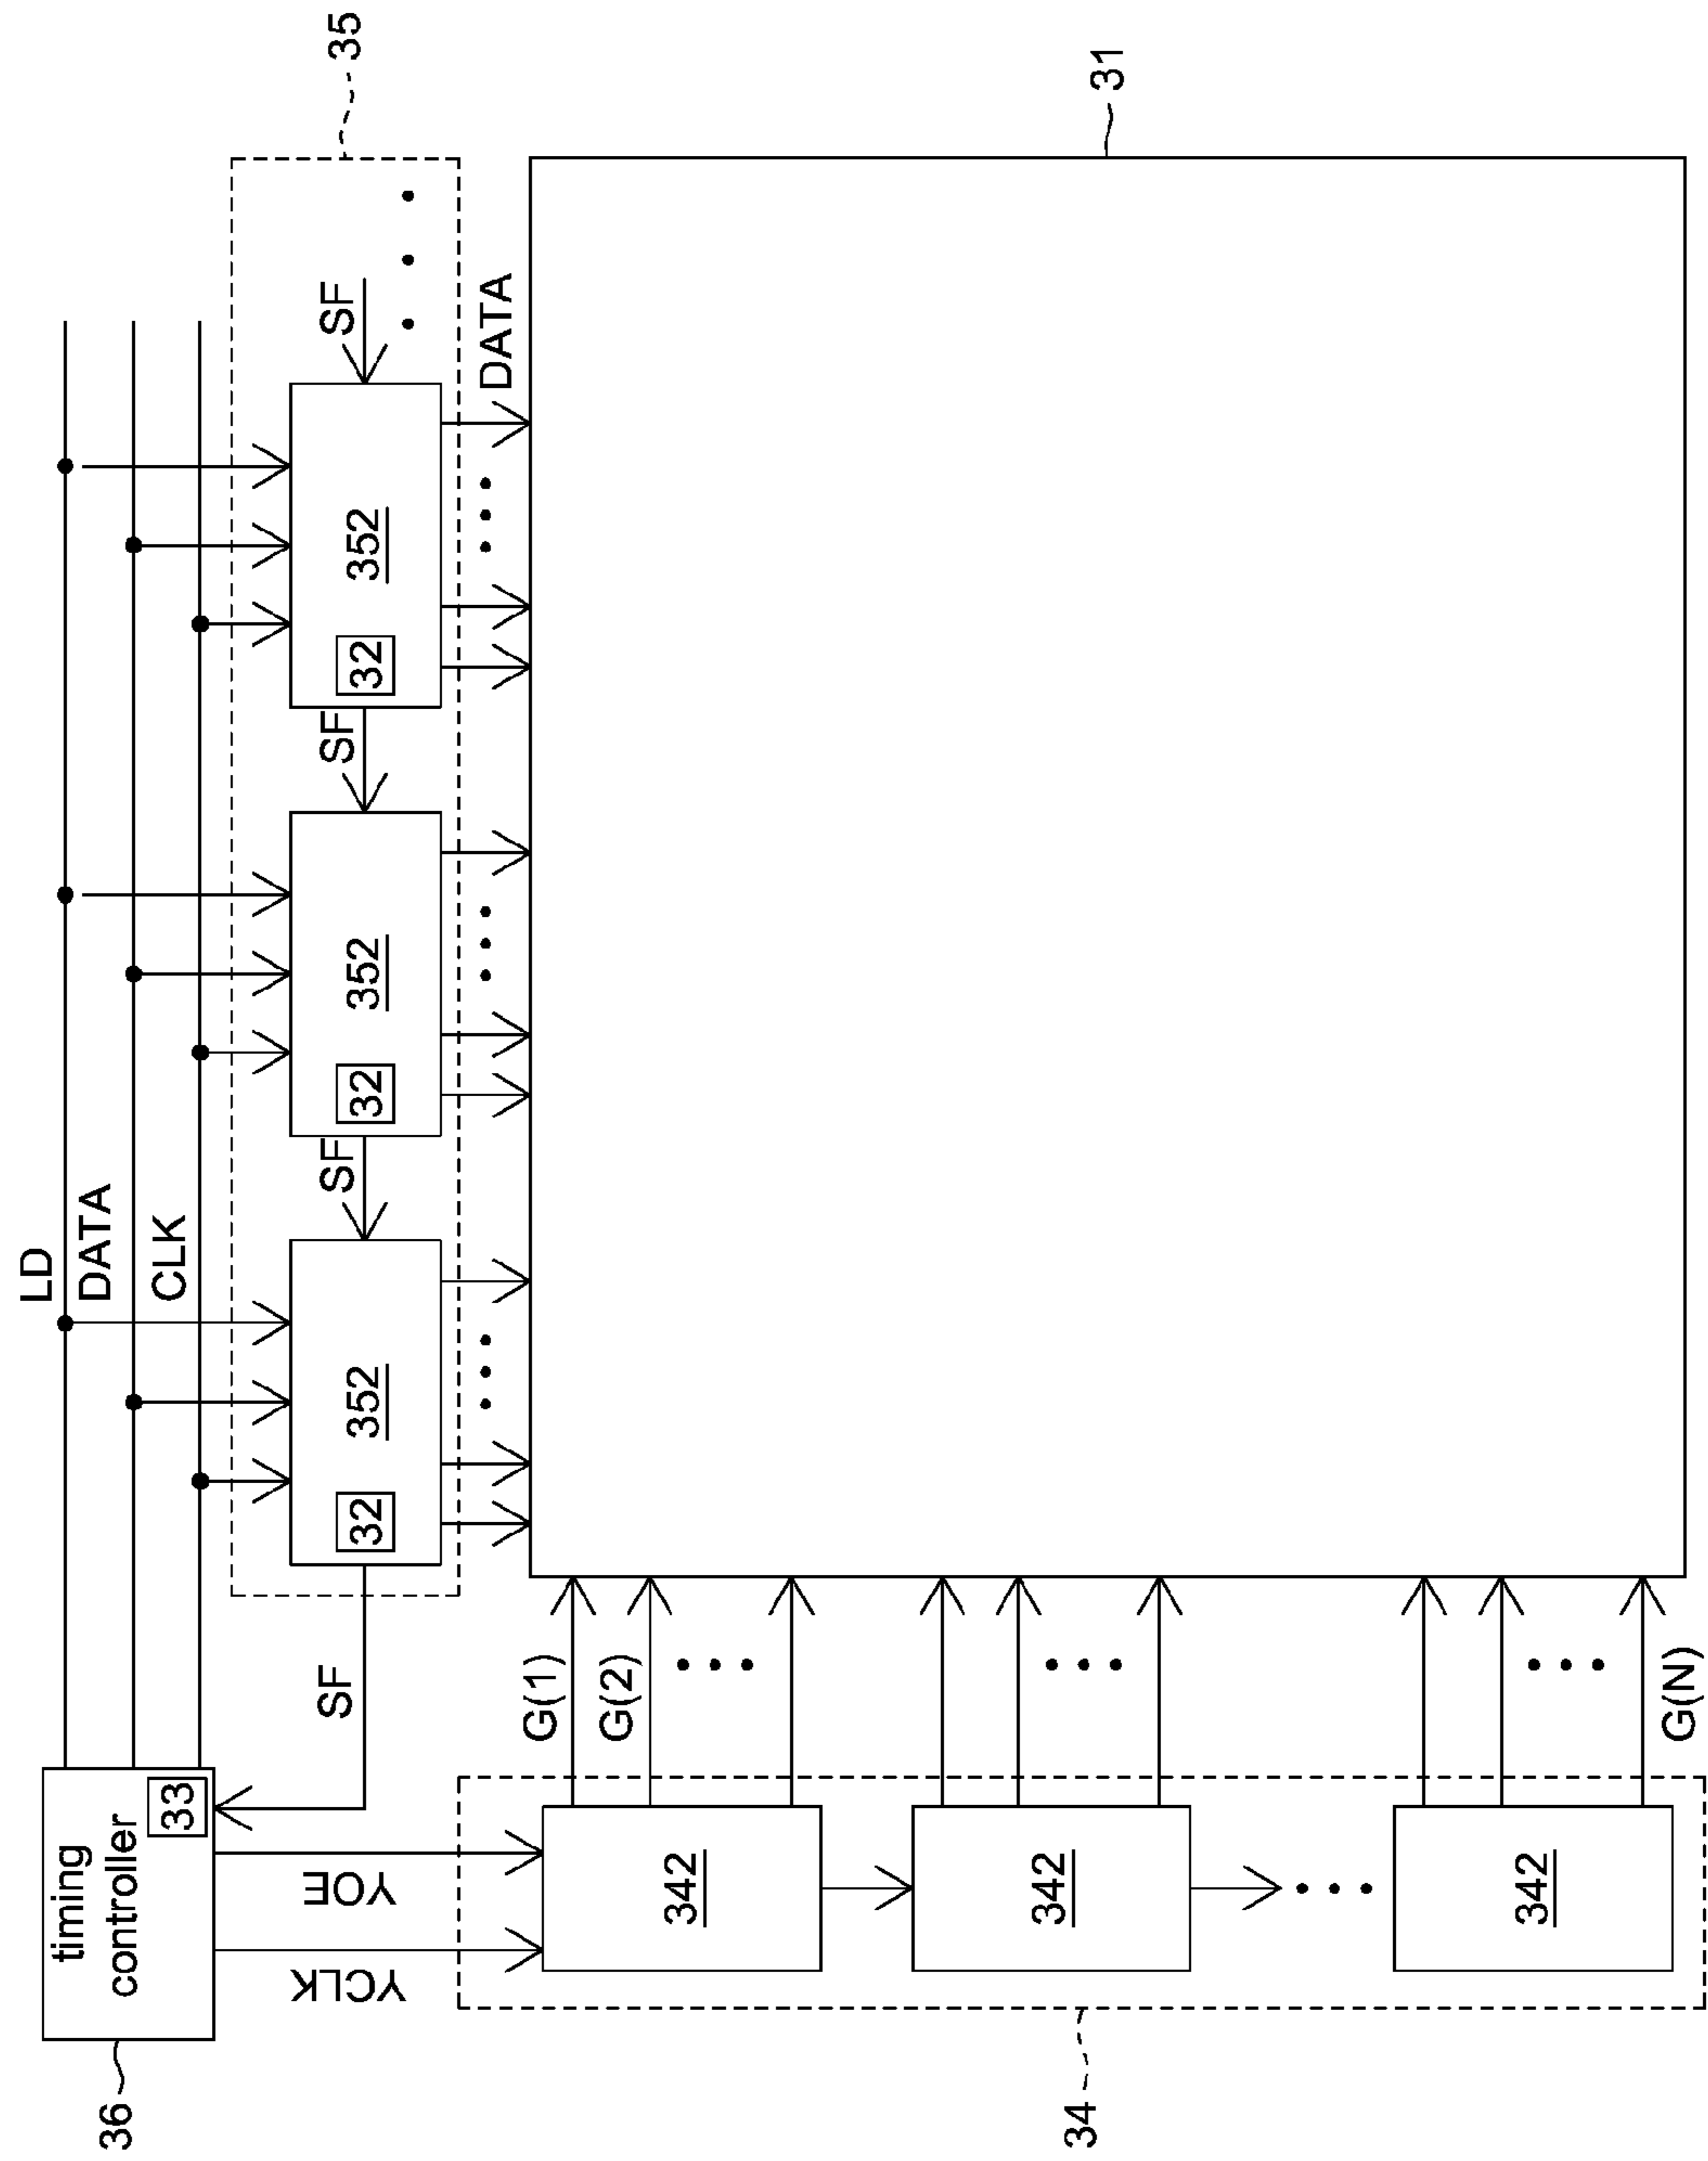 36
timing
controller
33
LD
DATA
CLK
YCLK
YOE
SF
32
352
SF
32
352
SF
32
352
SF
35
DATA
G(1)
G(2)
342
342
34
31
342
G(N)